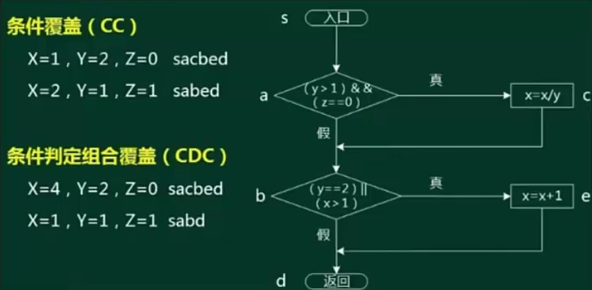 条件覆盖（CC）
X=1，Y=2，Z=0 sacbed
X=2，Y=1，Z=1 sabed
条件判定组合覆盖（CDC）
X=4，Y=2，Z=0 sacbed
X=1，Y=1，Z=1 sabd
s
入口
a
(y>1)&&
(z==0)
真
x=x/y
c
假
b
(y==2)||
(x>1)
真
x=x+1
e
假
d
返回